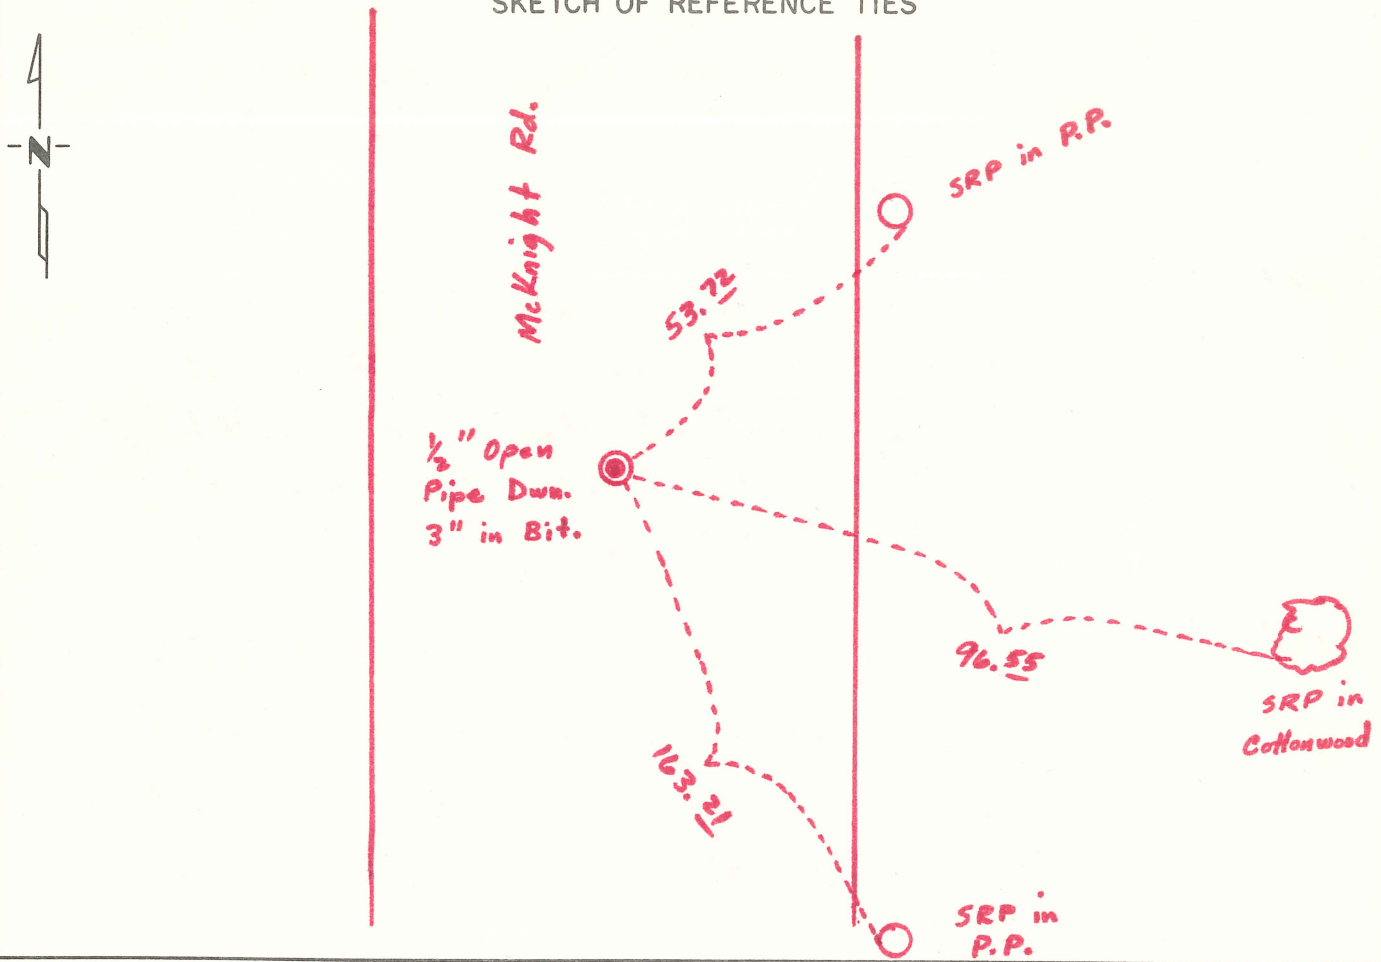 SKETCH OF REFERENCE TIES
N
McKnight Rd.
SRP in P.P.
53.72
1/2" Open
Pipe Dwn.
3" in Bit.
96.55
SRP in
Cottonwood
163.21
SRP in
P.P.